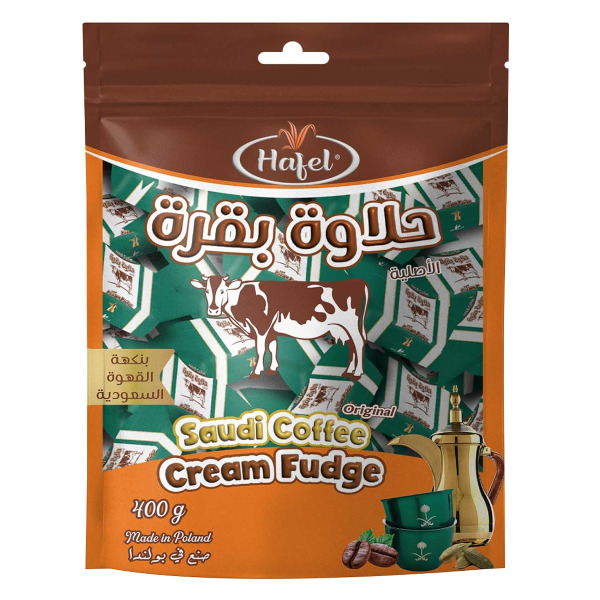 Hafel®
حلاوة بقرة
الأصلية
بنكهة
القهوة
السعودية
Original
Saudi Coffee
Cream Fudge
400 g
Made in Poland
صنع في بولندا